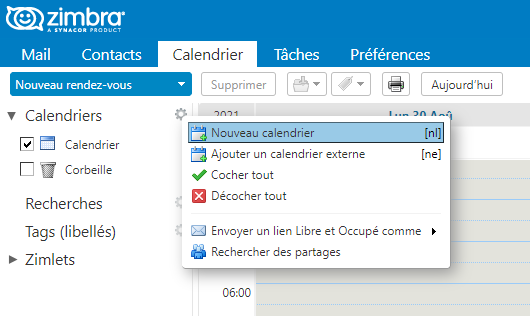 zimbra
A SYNACOR PRODUCT
Mail Contacts Calendrier Tâches Préférences
Nouveau rendez-vous Supprimer Aujourd'hui
Calendriers 2021 Lun 30 Aoû
Nouveau calendrier [nl]
Calendrier
Ajouter un calendrier externe [ne]
Corbeille
Cocher tout
Décocher tout
Recherches
Tags (libellés)
Envoyer un lien Libre et Occupé comme
Rechercher des partages
Zimlets
06:00